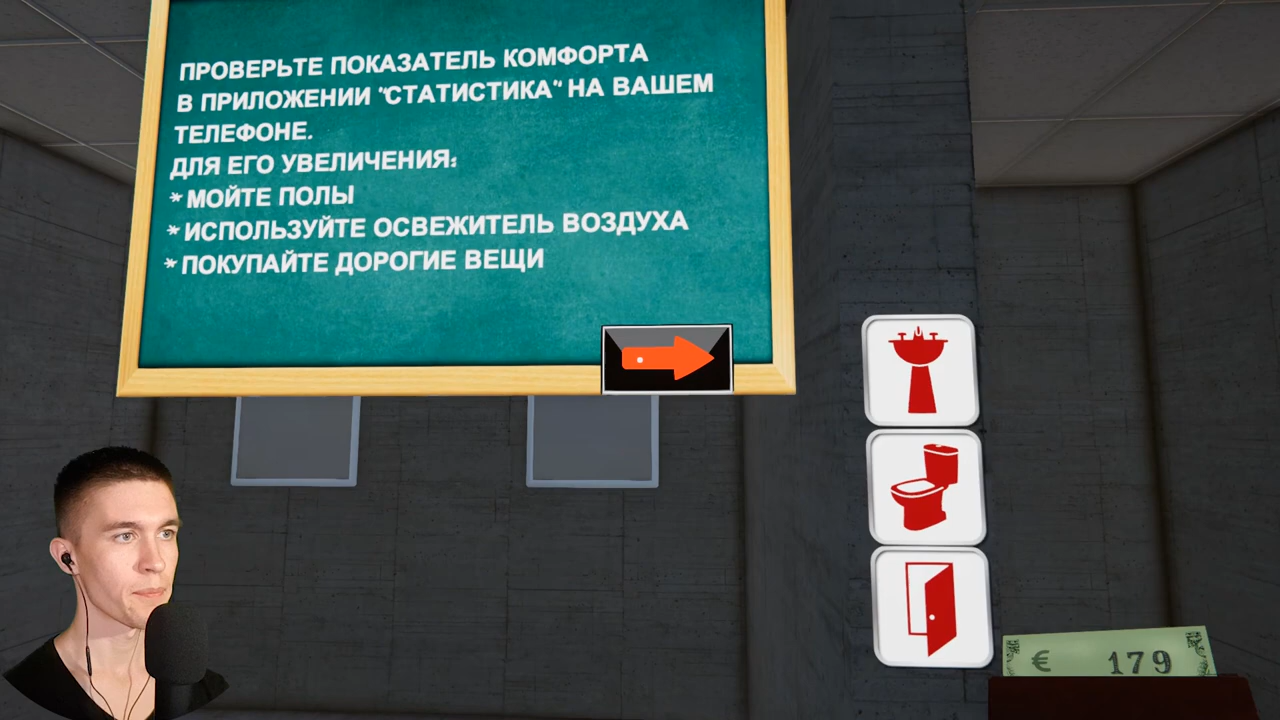 ПРОВЕРЬТЕ ПОКАЗАТЕЛЬ КОМФОРТА
В ПРИЛОЖЕНИИ "СТАТИСТИКА" НА ВАШЕМ
ТЕЛЕФОНЕ.
ДЛЯ ЕГО УВЕЛИЧЕНИЯ:
* МОЙТЕ ПОЛЫ
* ИСПОЛЬЗУЙТЕ ОСВЕЖИТЕЛЬ ВОЗДУХА
* ПОКУПАЙТЕ ДОРОГИЕ ВЕЩИ
€ 179